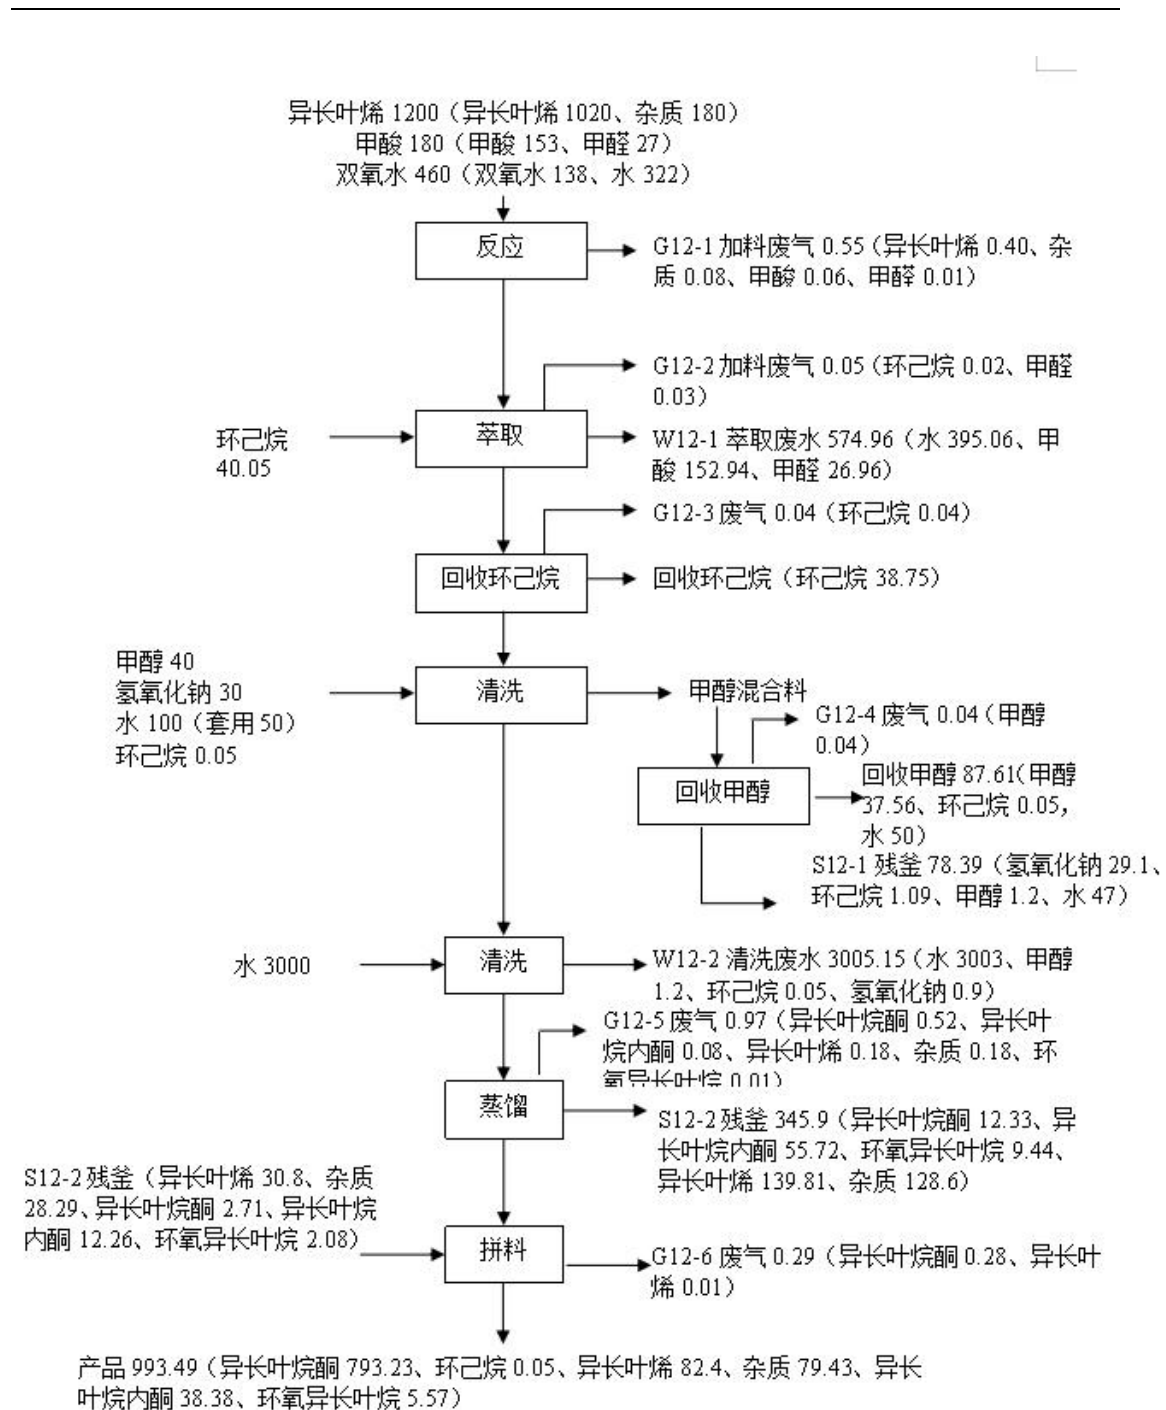 异长叶烯 1200（异长叶烯 1020、杂质 180）
甲酸 180（甲酸 153、甲醛 27）
双氧水 460（双氧水 138、水 322）
反应
G12-1 加料废气 0.55（异长叶烯 0.40、杂
质 0.08、甲酸 0.06、甲醛 0.01）
G12-2 加料废气 0.05（环己烷 0.02、甲醛
0.03）
环己烷
40.05
萃取
W12-1 萃取废水 574.96（水 395.06、甲
酸 152.94、甲醛 26.96）
G12-3 废气 0.04（环己烷 0.04）
回收环己烷
回收环己烷（环己烷 38.75）
甲醇 40
氢氧化钠 30
水 100（套用 50）
环己烷 0.05
清洗
甲醇混合料
G12-4 废气 0.04（甲醇
0.04）
回收甲醇
回收甲醇 87.61（甲醇
37.56、环己烷 0.05，
水 50）
S12-1 残釜 78.39（氢氧化钠 29.1、
环己烷 1.09、甲醇 1.2、水 47）
水 3000
清洗
W12-2 清洗废水 3005.15（水 3003、甲醇
1.2、环己烷 0.05、氢氧化钠 0.9）
G12-5 废气 0.97（异长叶烷酮 0.52、异长叶
烷内酮 0.08、异长叶烯 0.18、杂质 0.18、环
氧异长叶烷 0.01）
蒸馏
S12-2 残釜 345.9（异长叶烷酮 12.33、异
长叶烷内酮 55.72、环氧异长叶烷 9.44、
异长叶烯 139.81、杂质 128.6）
S12-2 残釜（异长叶烯 30.8、杂质
28.29、异长叶烷酮 2.71、异长叶烷
内酮 12.26、环氧异长叶烷 2.08）
拼料
G12-6 废气 0.29（异长叶烷酮 0.28、异长叶
烯 0.01）
产品 993.49（异长叶烷酮 793.23、环己烷 0.05、异长叶烯 82.4、杂质 79.43、异长
叶烷内酮 38.38、环氧异长叶烷 5.57）